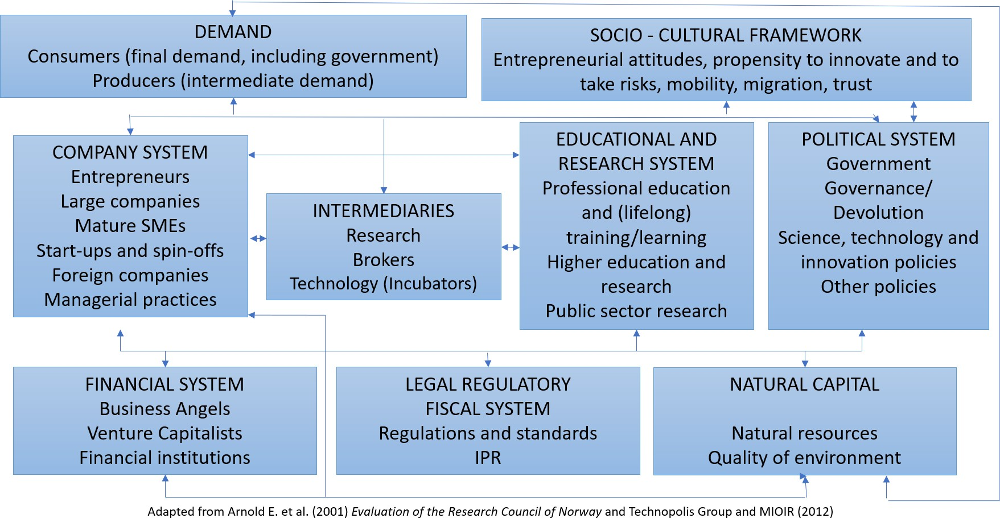 DEMAND
Consumers (final demand, including government)
Producers (intermediate demand)
SOCIO - CULTURAL FRAMEWORK
Entrepreneurial attitudes, propensity to innovate and to
take risks, mobility, migration, trust
COMPANY SYSTEM
Entrepreneurs
Large companies
Mature SMEs
Start-ups and spin-offs
Foreign companies
Managerial practices
INTERMEDIARIES
Research
Brokers
Technology (Incubators)
EDUCATIONAL AND
RESEARCH SYSTEM
Professional education
and (lifelong)
training/learning
Higher education and
research
Public sector research
POLITICAL SYSTEM
Government
Governance/
Devolution
Science, technology and
innovation policies
Other policies
FINANCIAL SYSTEM
Business Angels
Venture Capitalists
Financial institutions
LEGAL REGULATORY
FISCAL SYSTEM
Regulations and standards
IPR
NATURAL CAPITAL
Natural resources
Quality of environment
Adapted from Arnold E. et al. (2001) Evaluation of the Research Council of Norway and Technopolis Group and MIOIR (2012)